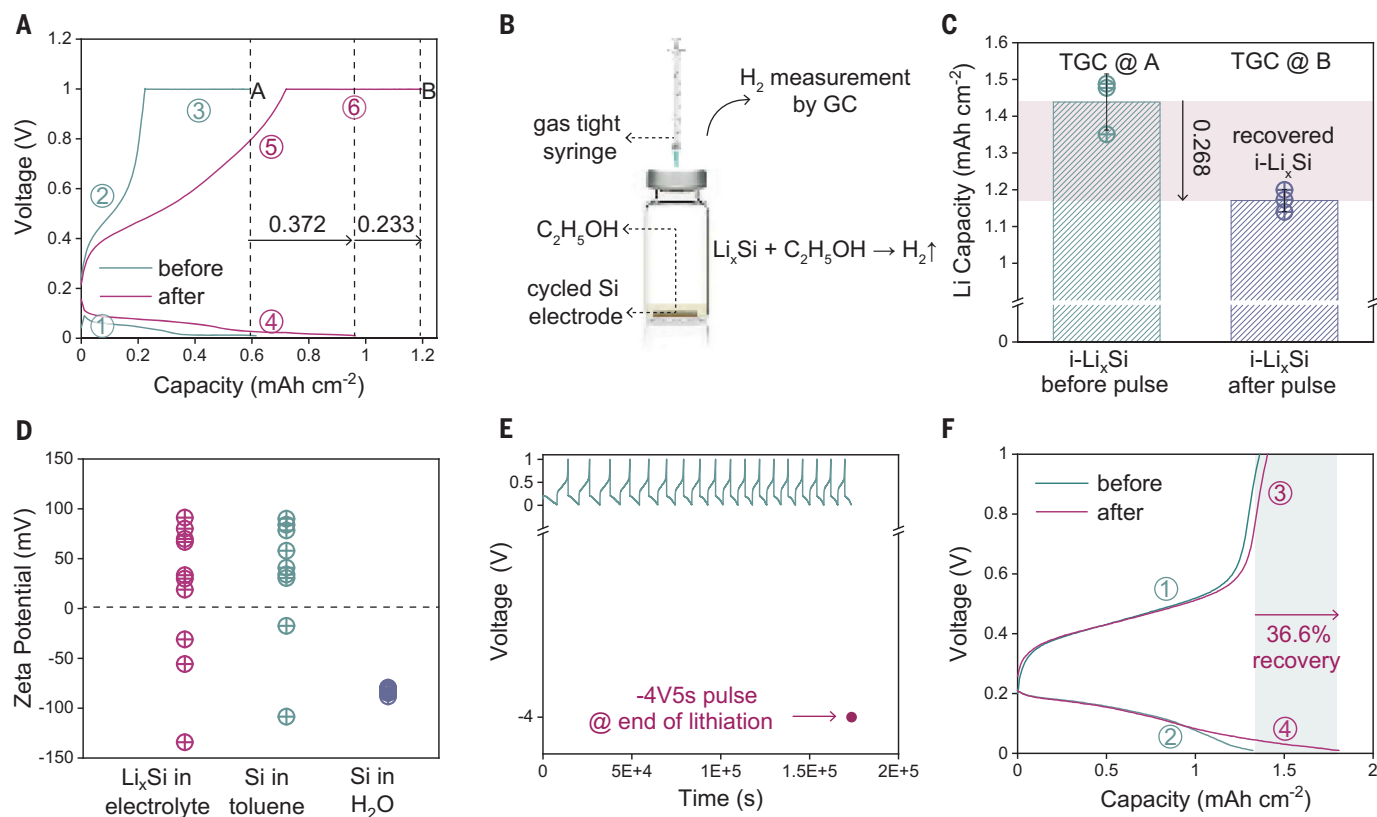 A
Voltage (V)
1.2
1
0.8
0.6
0.4
0.2
0
③
A
⑥
B
②
⑤
0.372
0.233
before
after
①
④
0
0.2
0.4
0.6
0.8
1
1.2
Capacity (mAh cm⁻²)
B
H₂ measurement
by GC
gas tight
syringe
C₂H₅OH
LiₓSi + C₂H₅OH → H₂↑
cycled Si
electrode
C
Li Capacity (mAh cm⁻²)
1.6
1.5
1.4
1.3
1.2
1.1
1
0
TGC @ A
TGC @ B
0.268
recovered
i-LiₓSi
i-LiₓSi
before pulse
i-LiₓSi
after pulse
D
Zeta Potential (mV)
150
100
50
0
-50
-100
-150
LiₓSi in
electrolyte
Si in
toluene
Si in
H₂O
E
Voltage (V)
1
0.5
0
-4
-4V5s pulse
@ end of lithiation
0
5E+4
1E+5
1.5E+5
2E+5
Time (s)
F
Voltage (V)
1
0.8
0.6
0.4
0.2
0
before
after
③
①
36.6%
recovery
②
④
0
0.5
1
1.5
2
Capacity (mAh cm⁻²)